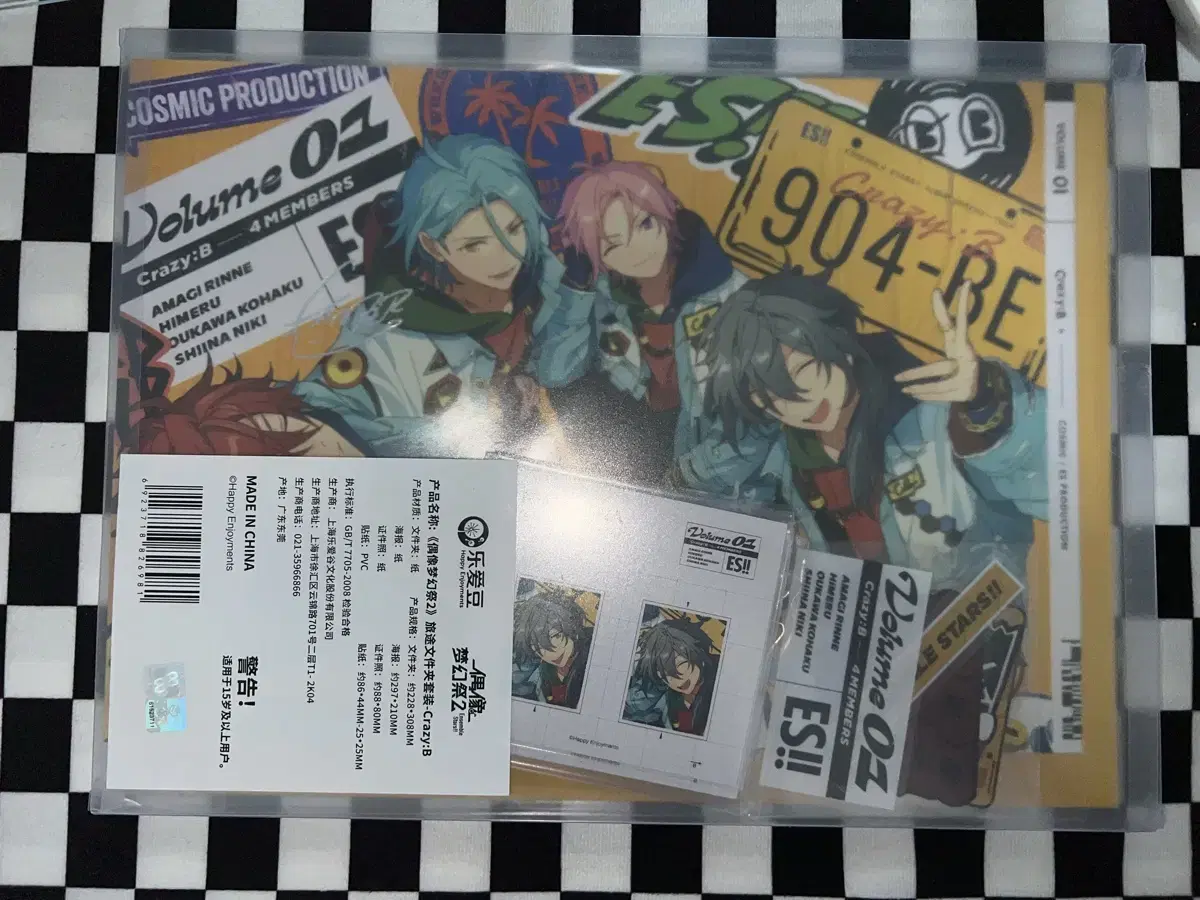 COSMIC PRODUCTION
Volume 01
Crazy:B — 4 MEMBERS
AMAGI RINNE
HIMERU
OUKAWA KOHAKU
SHIINA NIKI
ES!!
ES!!
Crazy:B
904-BE
VOLUME 01
Crazy:B
COSMIC / ES PRODUCTION
乐爱豆
Happy Enjoyments
偶像
梦幻祭2
Ensemble
Stars!!
产品名称:《偶像梦幻祭2》旅途文件夹套装-Crazy:B
产品材质: 文件夹: 纸
海报: 纸
证件照: 纸
贴纸: PVC
产品规格: 文件夹: 约228*308MM
海报: 约297*210MM
证件照: 约88*80MM
贴纸: 约86*44MM-25*25MM
执行标准: GB/T 7705-2008 检验合格
生产商: 上海乐爱谷文化股份有限公司
生产商地址: 上海市徐汇区云锦路701号二层T1- 2K04
生产商电话: 021-35966866
产地: 广东东莞
警告!
适用于15岁及以上用户。
MADE IN CHINA
©Happy Enjoyments
6923718826981
Volume 01
ES!!
©Happy Enjoyments
Volume 01
Crazy:B — 4 MEMBERS
AMAGI RINNE
HIMERU
OUKAWA KOHAKU
SHIINA NIKI
ES!!
LE STARS!!